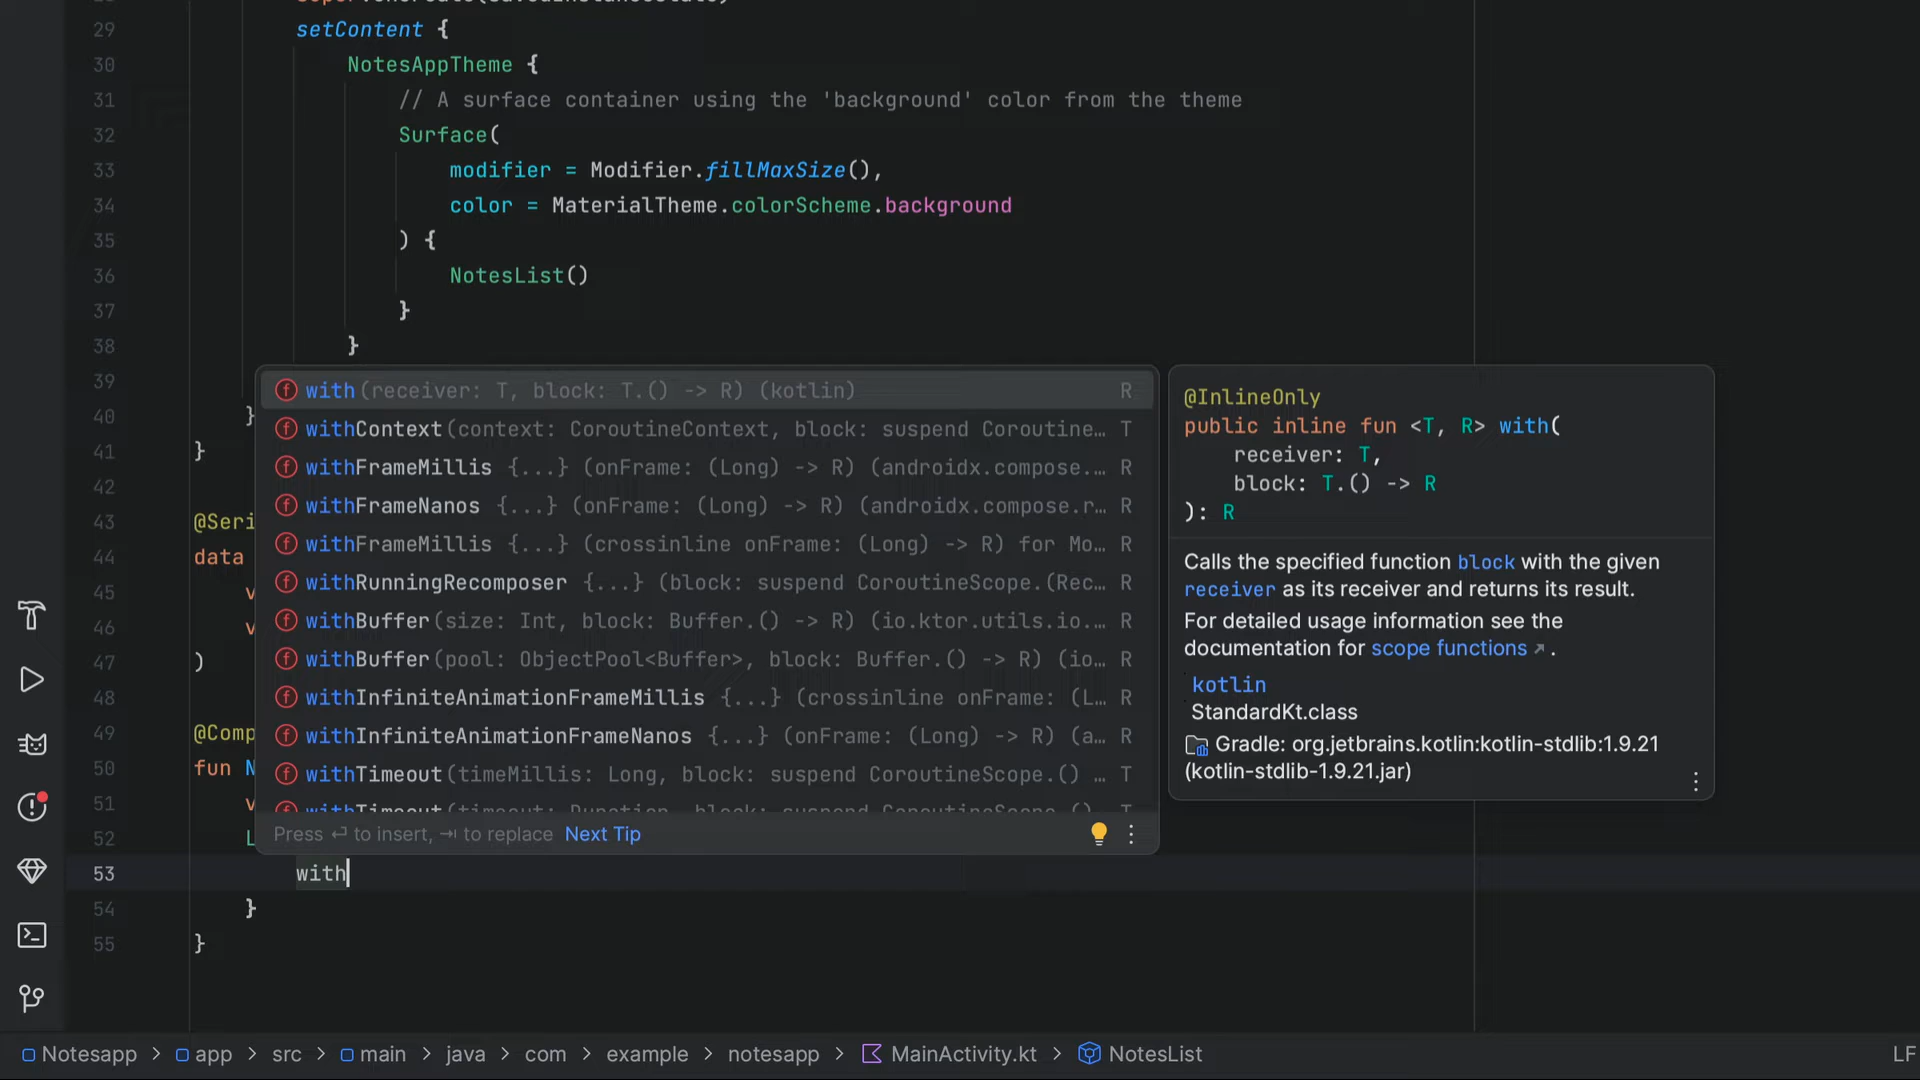 29 setContent {
30 NotesAppTheme {
31 // A surface container using the 'background' color from the theme
32 Surface(
33 modifier = Modifier.fillMaxSize(),
34 color = MaterialTheme.colorScheme.background
35 ) {
36 NotesList()
37 }
38 }
39
40 }
41 }
42
43 @Seri
44 data
45 v
46 v
47 )
48
49 @Comp
50 fun N
51 v
52 L
53 with
54 }
55 }
with(receiver: T, block: T.() -> R) (kotlin) R
withContext(context: CoroutineContext, block: suspend Coroutine… T
withFrameMillis {...} (onFrame: (Long) -> R) (androidx.compose.… R
withFrameNanos {...} (onFrame: (Long) -> R) (androidx.compose.r… R
withFrameMillis {...} (crossinline onFrame: (Long) -> R) for Mo… R
withRunningRecomposer {...} (block: suspend CoroutineScope.(Rec… R
withBuffer(size: Int, block: Buffer.() -> R) (io.ktor.utils.io.… R
withBuffer(pool: ObjectPool<Buffer>, block: Buffer.() -> R) (io… R
withInfiniteAnimationFrameMillis {...} (crossinline onFrame: (L… R
withInfiniteAnimationFrameNanos {...} (onFrame: (Long) -> R) (a… R
withTimeout(timeMillis: Long, block: suspend CoroutineScope.() … T
withTimeout(timeout: Duration, block: suspend CoroutineScope.() … T
Press ⏎ to insert, ⇥ to replace Next Tip
@InlineOnly
public inline fun <T, R> with(
receiver: T,
block: T.() -> R
): R
Calls the specified function block with the given
receiver as its receiver and returns its result.
For detailed usage information see the
documentation for scope functions ↗.
kotlin
StandardKt.class
Gradle: org.jetbrains.kotlin:kotlin-stdlib:1.9.21
(kotlin-stdlib-1.9.21.jar)
Notesapp > app > src > main > java > com > example > notesapp > MainActivity.kt > NotesList
LF